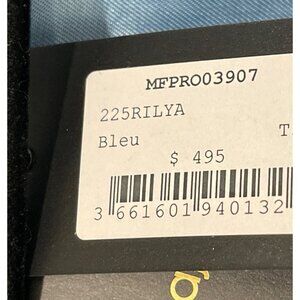 MFPRO03907
225RILYA
Bleu T
$ 495
3 661601 940132